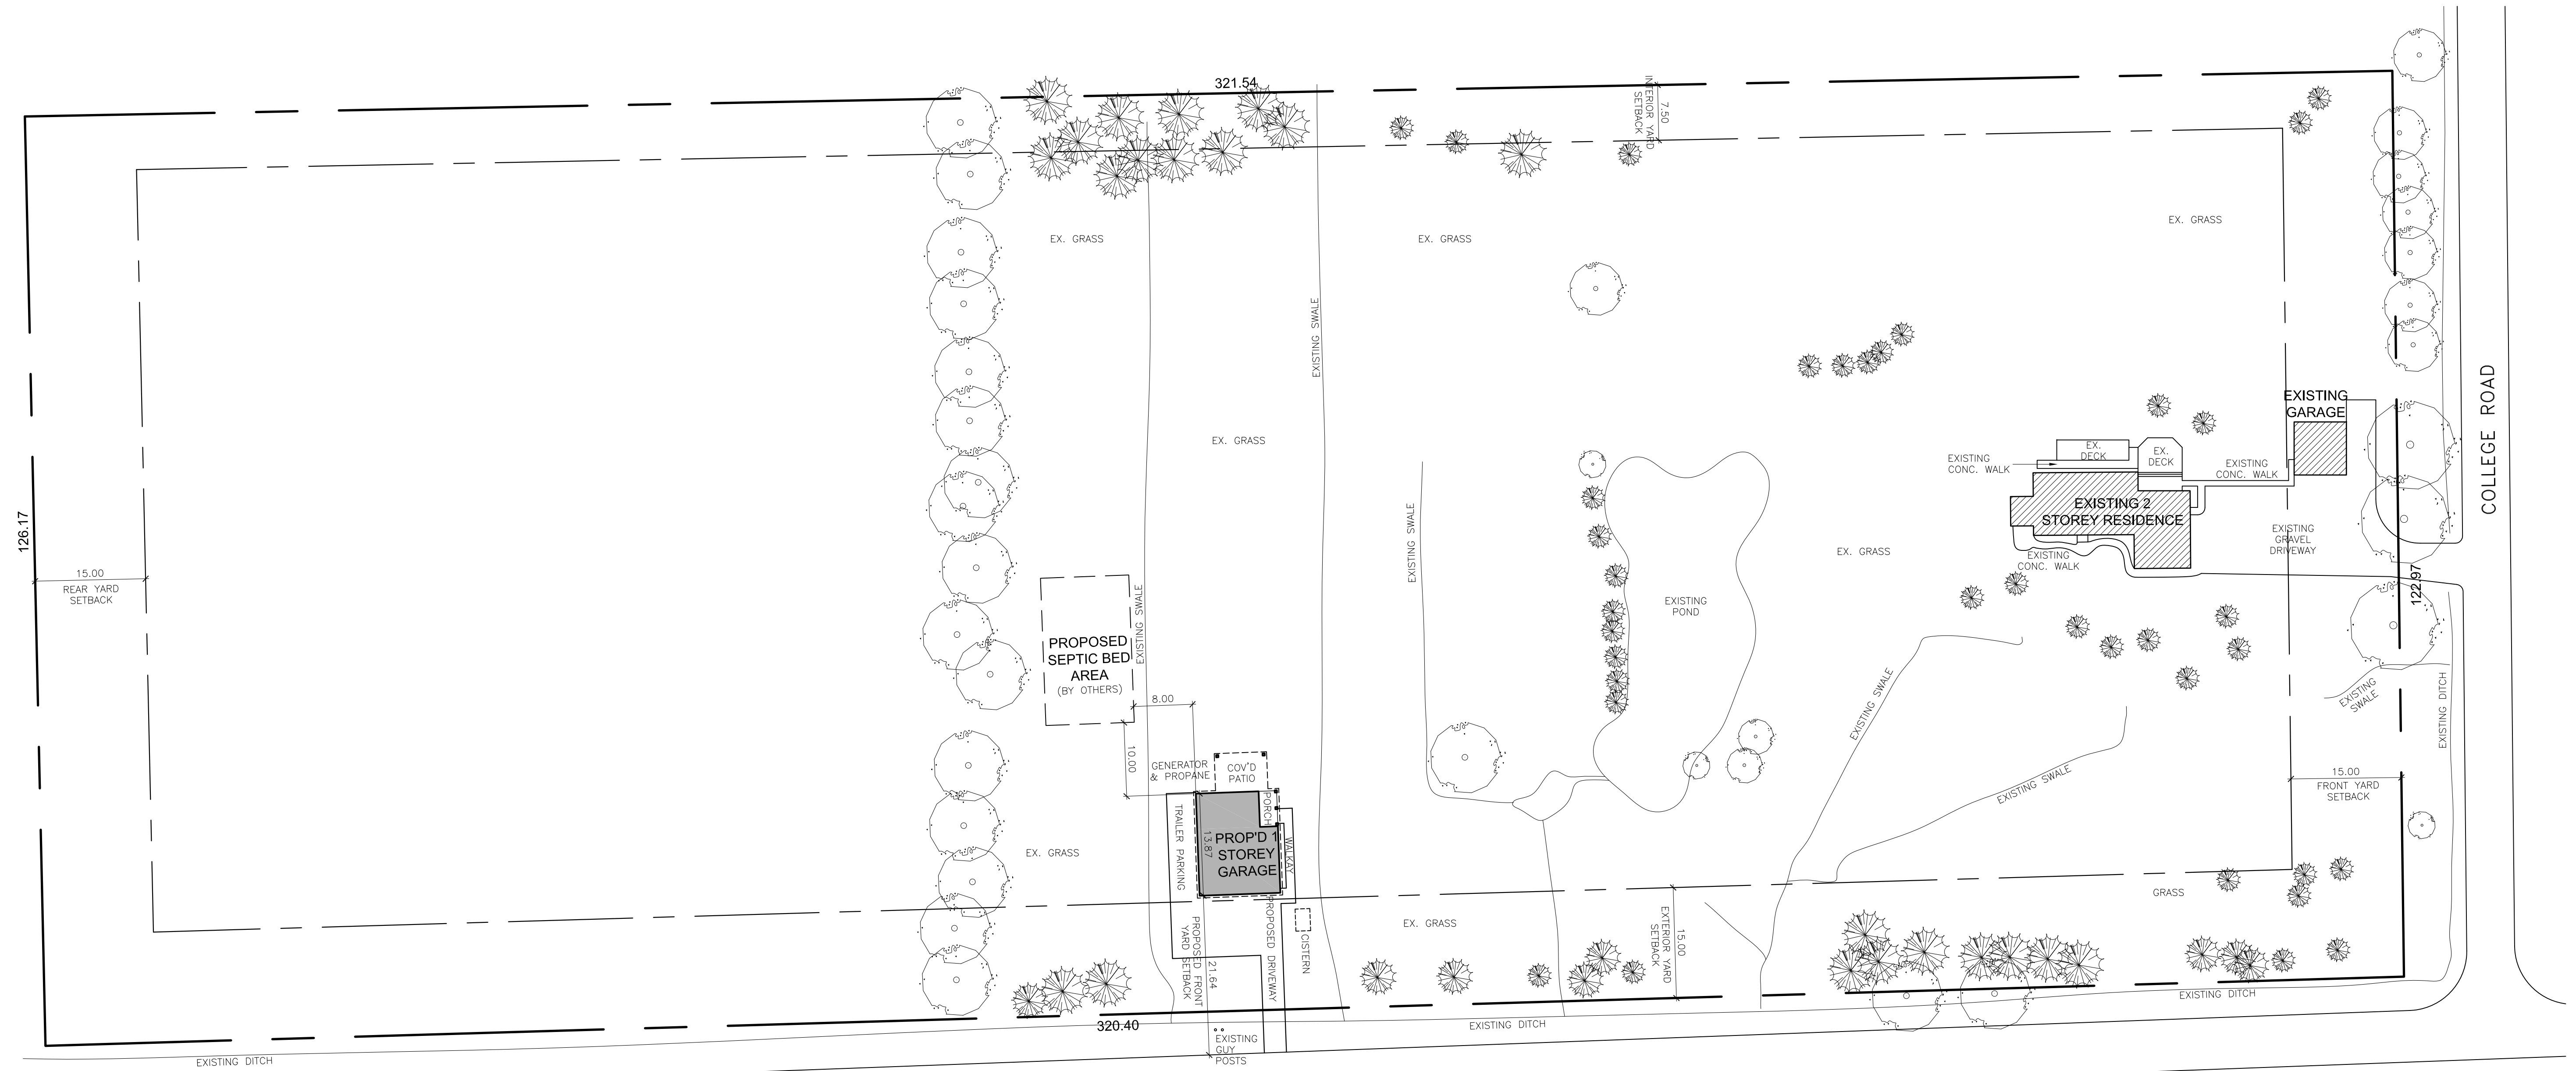 321.54
INTERIOR YARD
SETBACK
7.50
EX. GRASS
EX. GRASS
EX. GRASS
EXISTING SWALE
COLLEGE ROAD
EXISTING
GARAGE
EX. GRASS
EX.
DECK
EX.
DECK
EXISTING
CONC. WALK
EXISTING
CONC. WALK
EXISTING 2
STOREY RESIDENCE
126.17
EXISTING SWALE
EXISTING
GRAVEL
DRIVEWAY
EX. GRASS
EXISTING
CONC. WALK
15.00
REAR YARD
SETBACK
122.97
EXISTING
POND
EXISTING SWALE
PROPOSED
SEPTIC BED
AREA
(BY OTHERS)
8.00
EXISTING SWALE
EXISTING
SWALE
EXISTING DITCH
10.00
GENERATOR
& PROPANE
COV'D
PATIO
EXISTING SWALE
15.00
FRONT YARD
SETBACK
TRAILER PARKING
13.87
PORCH
PROP'D 1
STOREY
GARAGE
WALKAY
EX. GRASS
GRASS
EX. GRASS
PROPOSED FRONT
YARD SETBACK
21.64
PROPOSED DRIVEWAY
CISTERN
EXTERIOR YARD
SETBACK
15.00
EXISTING DITCH
320.40
EXISTING DITCH
EXISTING
GUY
POSTS
EXISTING DITCH